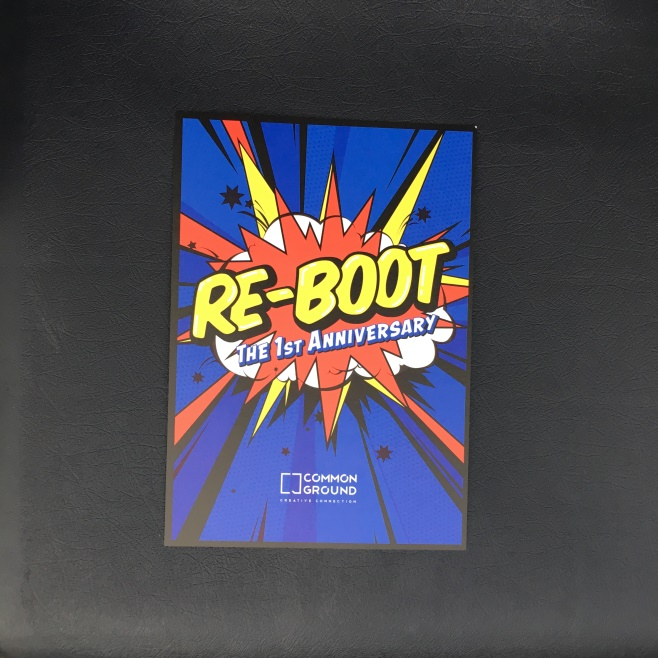 RE-BOOT
THE 1ST ANNIVERSARY
COMMON
GROUND
CREATIVE CONNECTION